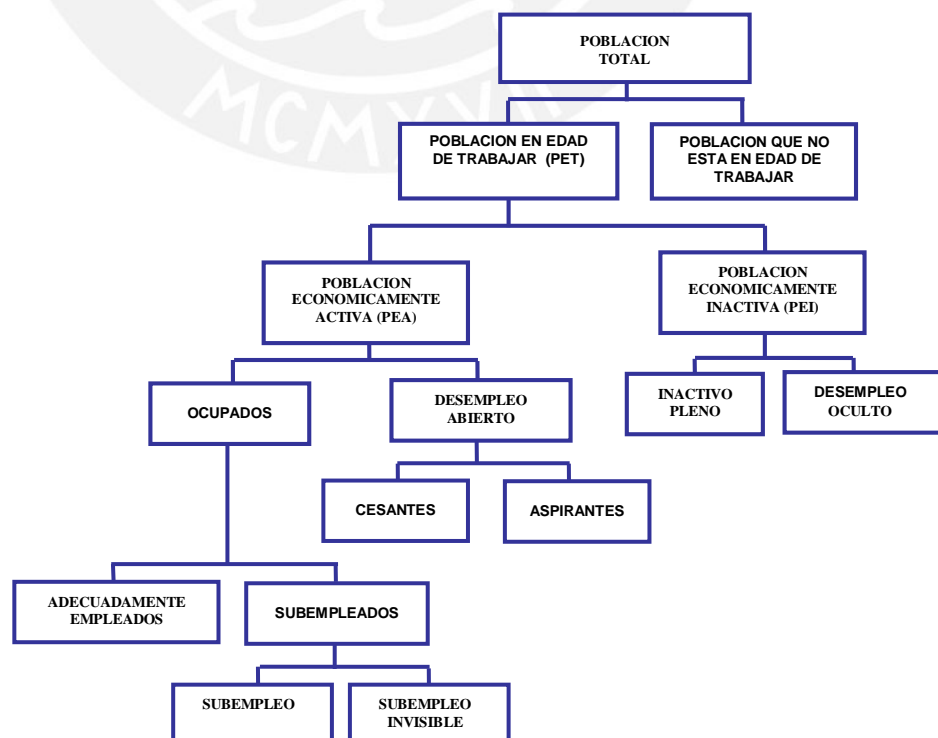 POBLACION
TOTAL
MCMXVII
POBLACION EN EDAD
DE TRABAJAR (PET)
POBLACION QUE NO
ESTA EN EDAD DE
TRABAJAR
POBLACION
ECONOMICAMENTE
ACTIVA (PEA)
POBLACION
ECONOMICAMENTE
INACTIVA (PEI)
OCUPADOS
DESEMPLEO
ABIERTO
INACTIVO
PLENO
DESEMPLEO
OCULTO
CESANTES
ASPIRANTES
ADECUADAMENTE
EMPLEADOS
SUBEMPLEADOS
SUBEMPLEO
SUBEMPLEO
INVISIBLE